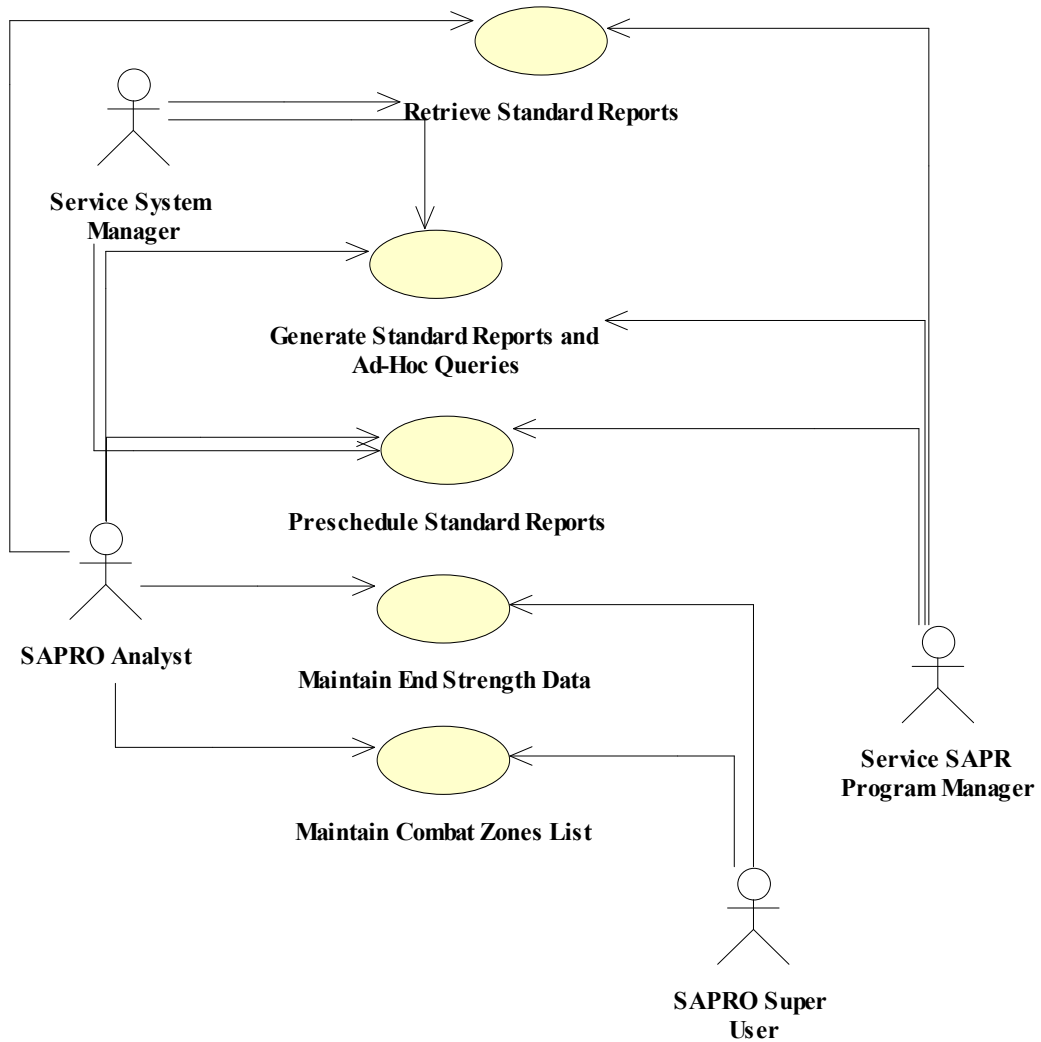 Retrieve Standard Reports
Service System
Manager
Generate Standard Reports and
Ad-Hoc Queries
Preschedule Standard Reports
SAPRO Analyst
Maintain End Strength Data
Service SAPR
Program Manager
Maintain Combat Zones List
SAPRO Super
User